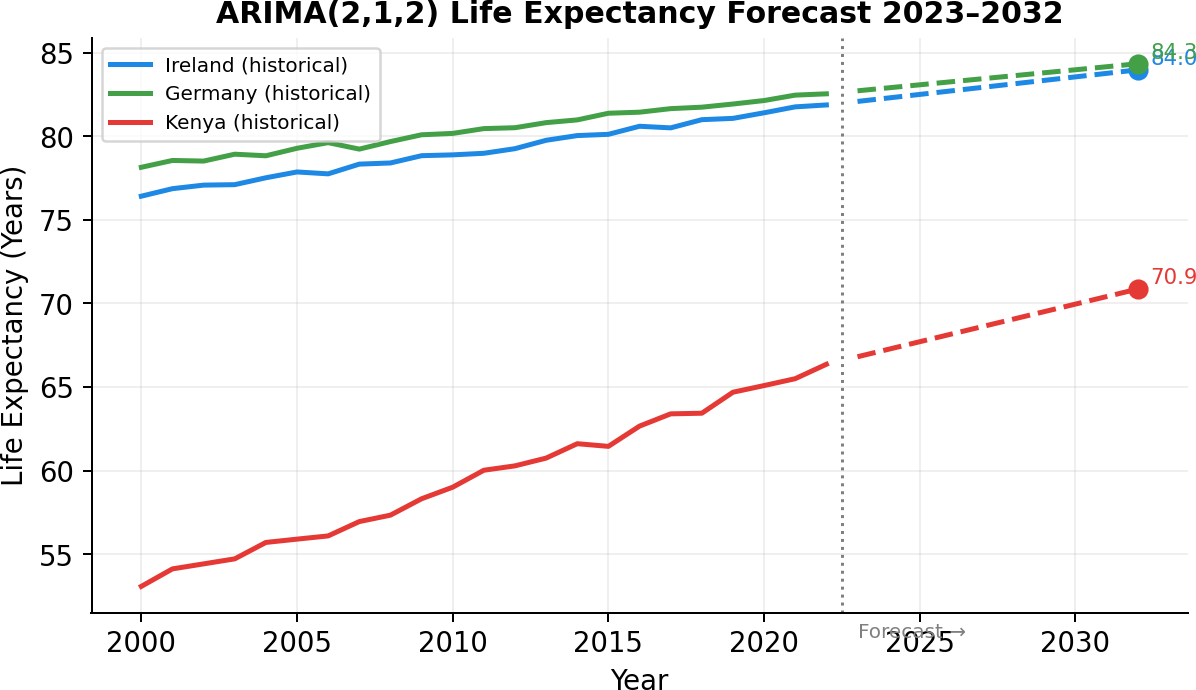 ARIMA(2,1,2) Life Expectancy Forecast 2023–2032
Ireland (historical)
Germany (historical)
Kenya (historical)
84.3
84.0
70.9
85
80
75
70
65
60
55
Life Expectancy (Years)
2000 2005 2010 2015 2020 2025 2030
Forecast →
Year